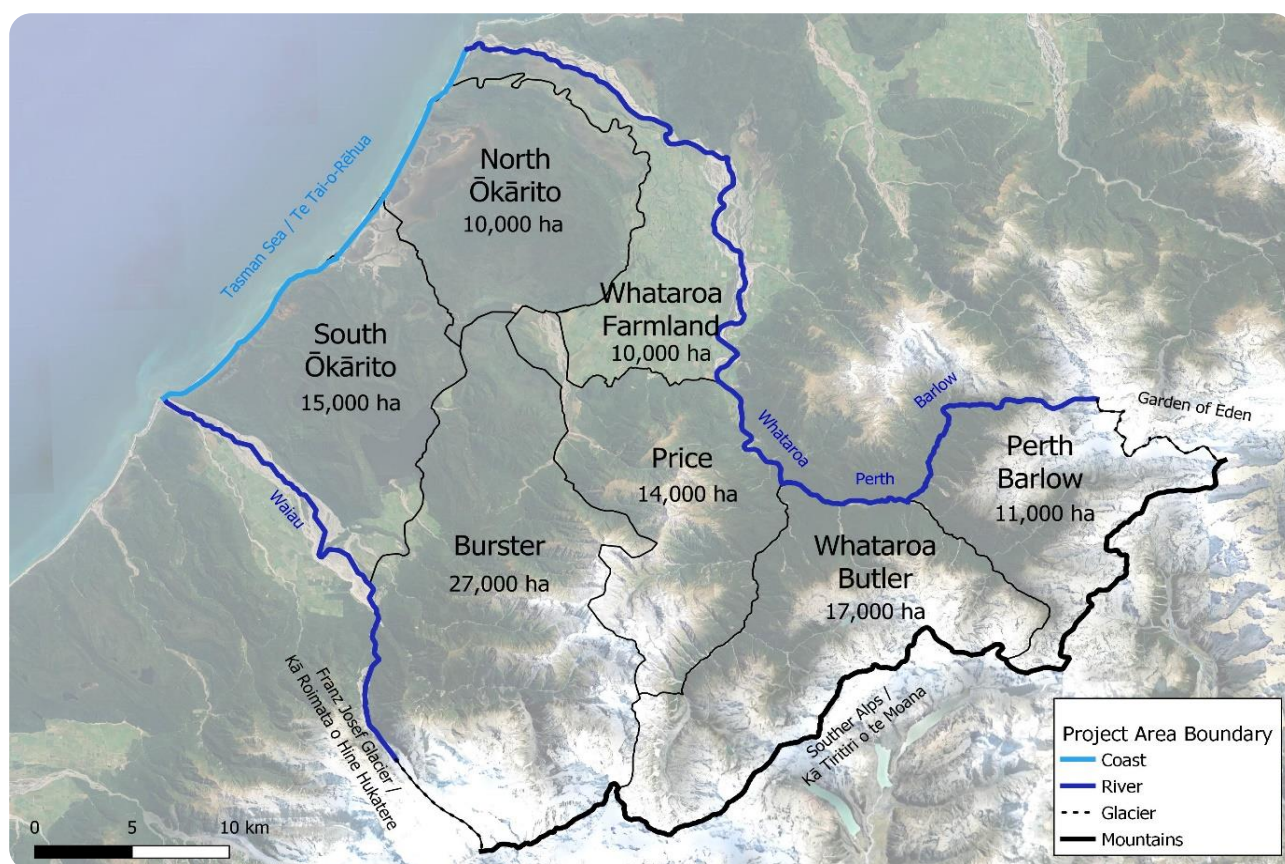 North
Ōkārito
10,000 ha
Tasman Sea / Te Tai-o-Rēhua
Whataroa
Farmland
10,000 ha
South
Ōkārito
15,000 ha
Barlow
Garden of Eden
Whataroa
Price
14,000 ha
Perth
Perth
Barlow
11,000 ha
Waiau
Burster
27,000 ha
Whataroa
Butler
17,000 ha
Franz Josef Glacier /
Kā Roimata o Hine Hukatere
Souther Alps /
Kā Tiritiri o te Moana
Project Area Boundary
Coast
River
Glacier
Mountains
0 5 10 km